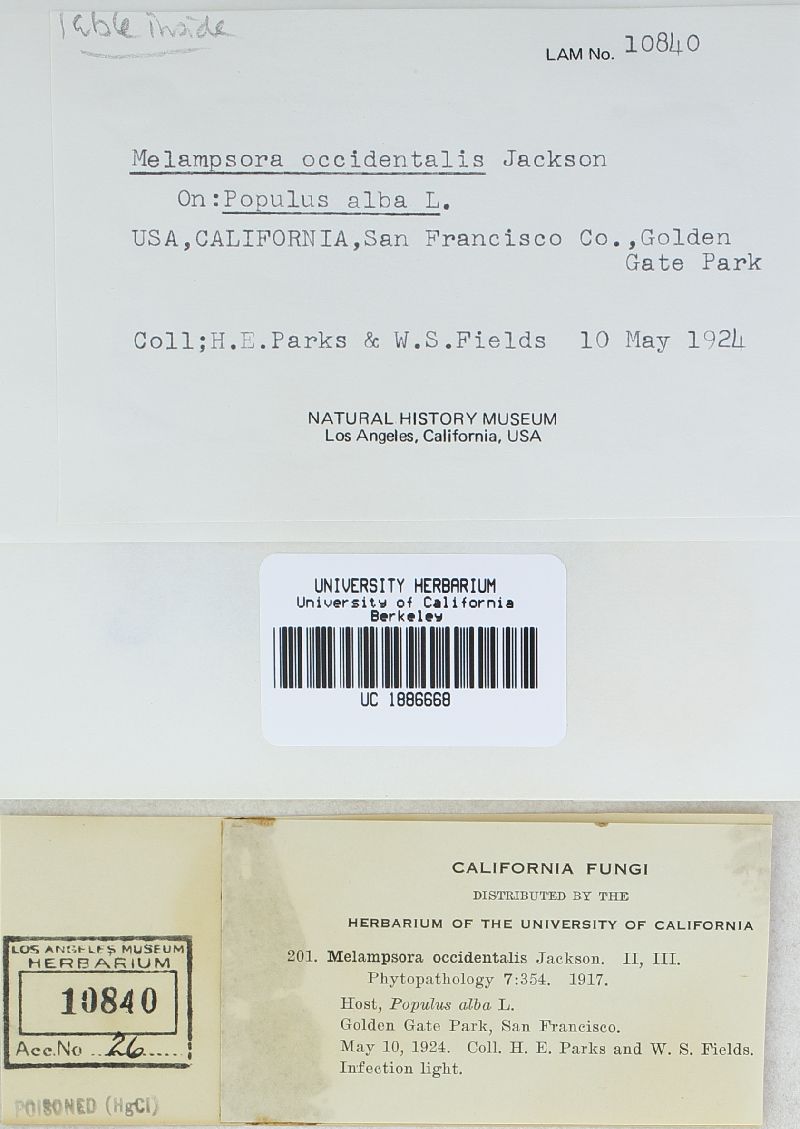 lable inside
LAM No. 10840
Melampsora occidentalis Jackson
On:Populus alba L.
USA,CALIFORNIA,San Francisco Co.,Golden
Gate Park
Coll;H.E.Parks & W.S.Fields 10 May 1924
NATURAL HISTORY MUSEUM
Los Angeles, California, USA
UNIVERSITY HERBARIUM
University of California
Berkeley
UC 1886668
LOS ANGELES MUSEUM
HERBARIUM
10840
Acc.No 26
POISONED (HgCl)
CALIFORNIA FUNGI
DISTRIBUTED BY THE
HERBARIUM OF THE UNIVERSITY OF CALIFORNIA
201. Melampsora occidentalis Jackson. II, III.
Phytopathology 7:354. 1917.
Host, Populus alba L.
Golden Gate Park, San Francisco.
May 10, 1924. Coll. H. E. Parks and W. S. Fields.
Infection light.